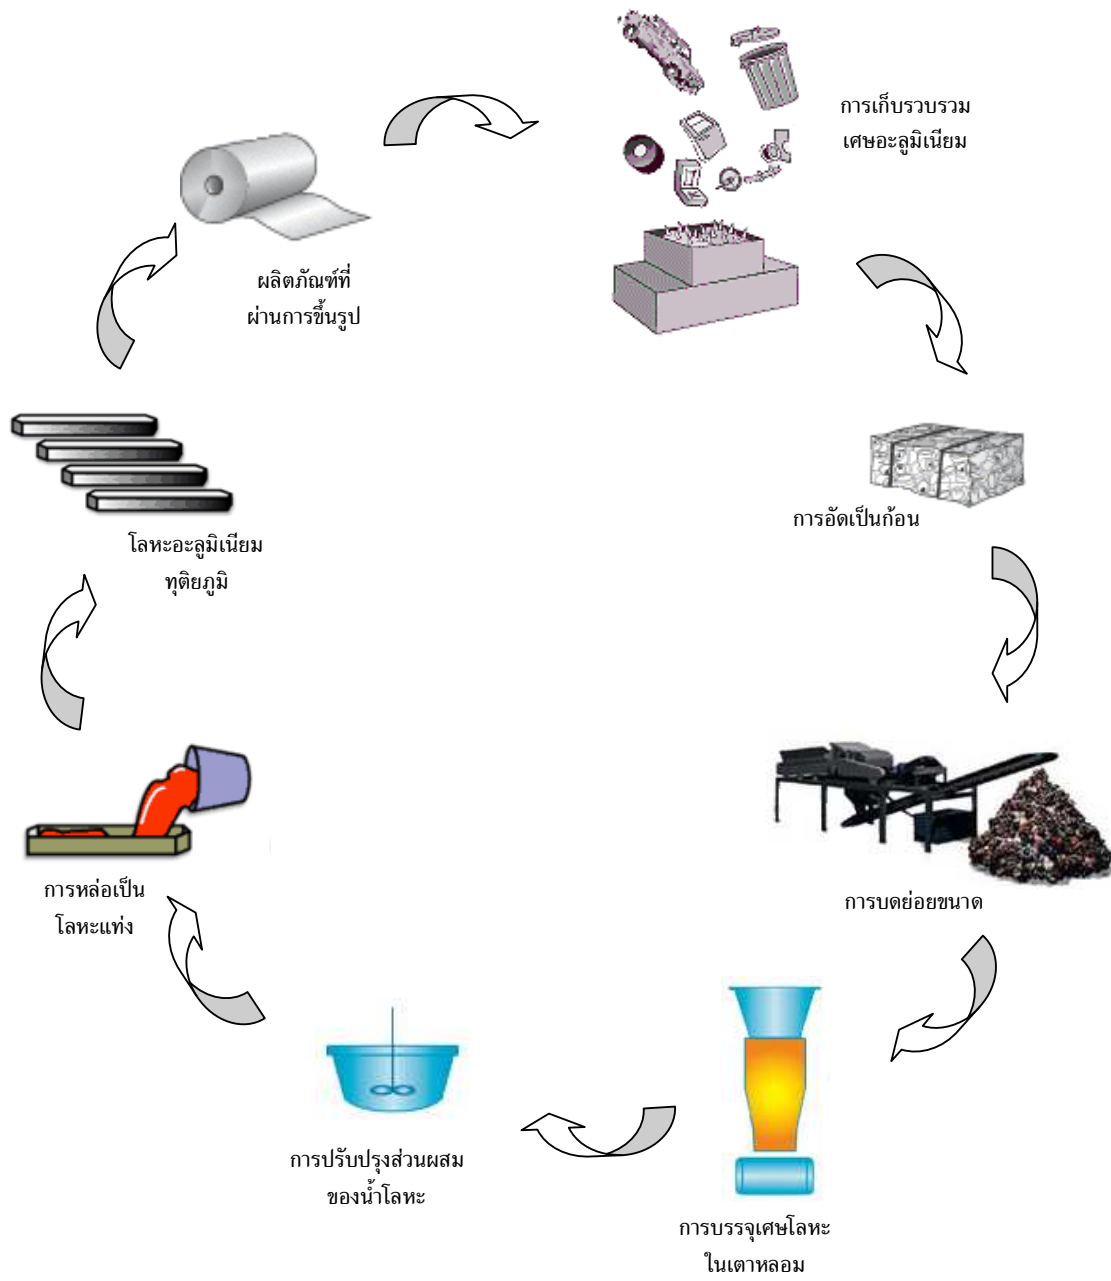 การเก็บรวบรวม
เศษอะลูมิเนียม
ผลิตภัณฑ์ที่
ผ่านการขึ้นรูป
การอัดเป็นก้อน
โลหะอะลูมิเนียม
ทุติยภูมิ
การหล่อเป็น
โลหะแท่ง
การบดย่อยขนาด
การปรับปรุงส่วนผสม
ของน้ำโลหะ
การบรรจุเศษโลหะ
ในเตาหลอม